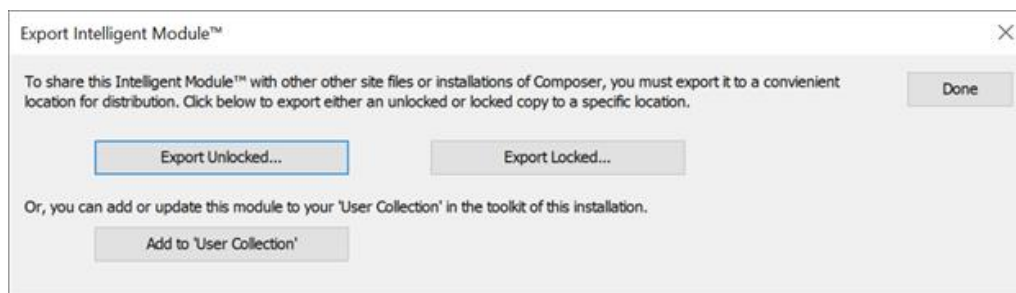 Export Intelligent Module™
To share this Intelligent Module™ with other other site files or installations of Composer, you must export it to a convienient
location for distribution. Click below to export either an unlocked or locked copy to a specific location.
Done
Export Unlocked...
Export Locked...
Or, you can add or update this module to your 'User Collection' in the toolkit of this installation.
Add to 'User Collection'